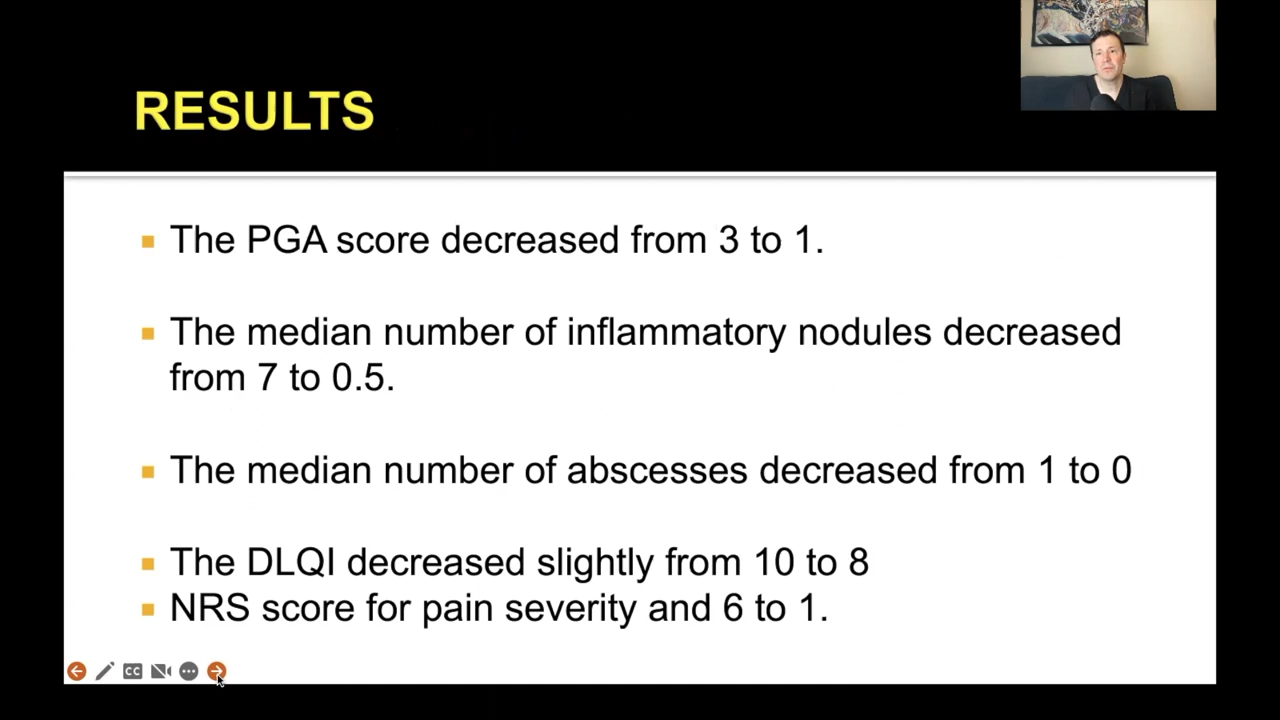 RESULTS
The PGA score decreased from 3 to 1.
The median number of inflammatory nodules decreased
from 7 to 0.5.
The median number of abscesses decreased from 1 to 0
The DLQI decreased slightly from 10 to 8
NRS score for pain severity and 6 to 1.
CC